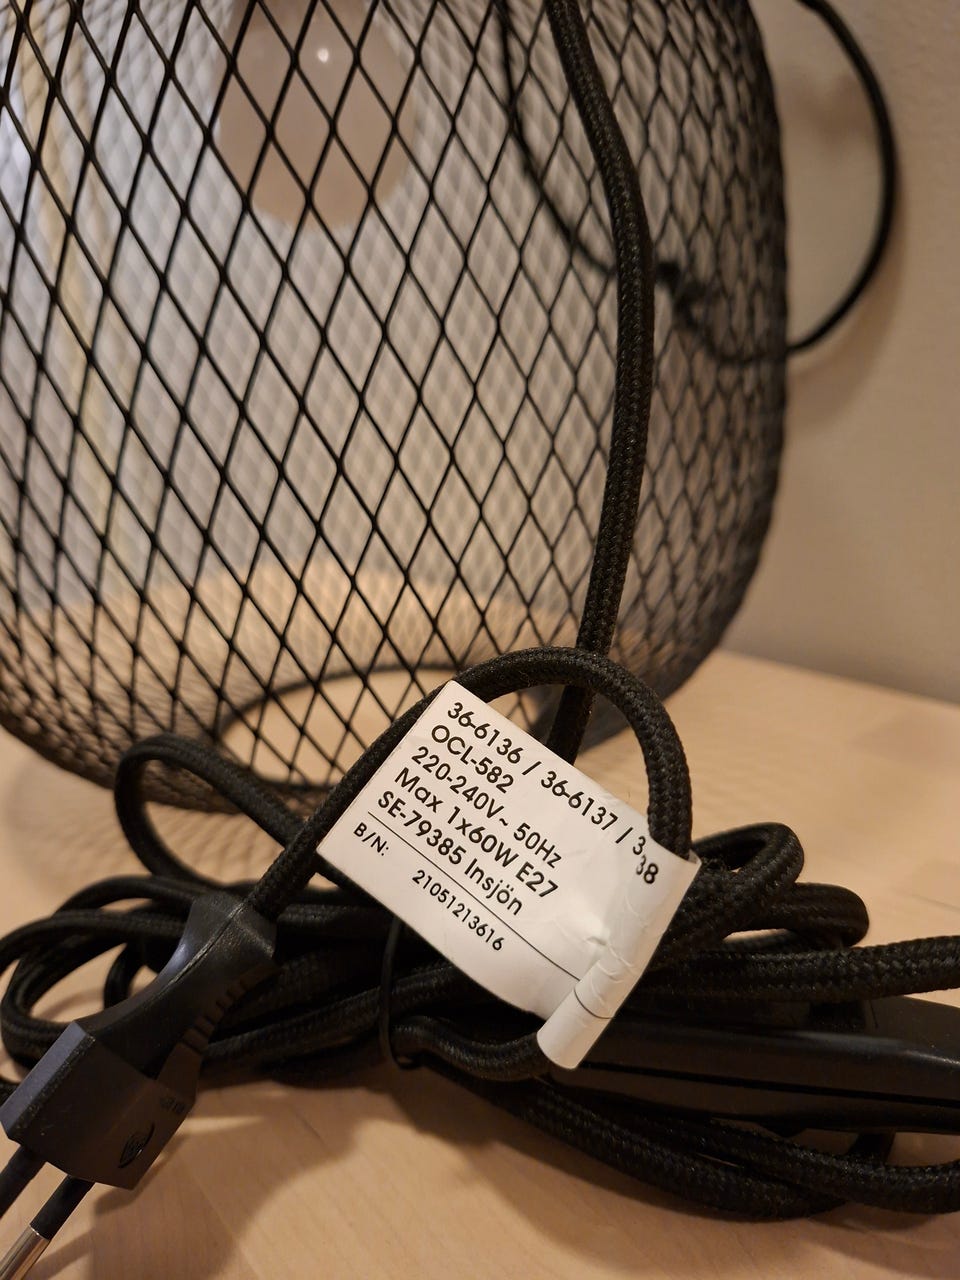 36-6136 / 36-6137 / 3 38
OCL-582
220-240V~ 50Hz
Max 1x60W E27
SE-79385 Insjön
B/N:
21051213616